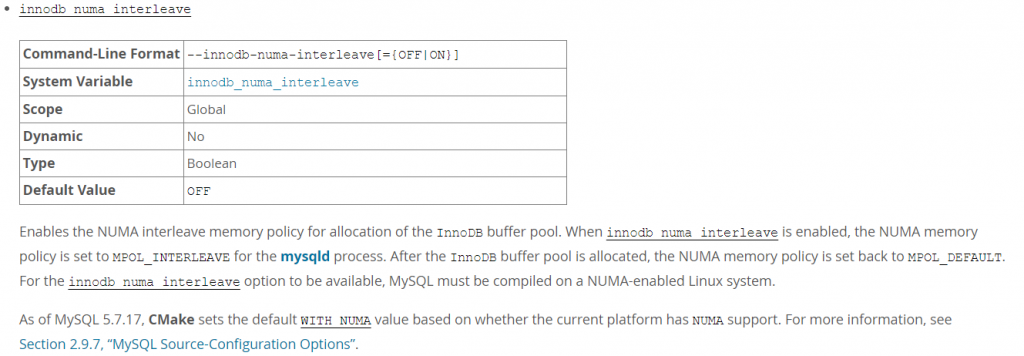 • innodb_numa_interleave
Command-Line Format --innodb-numa-interleave[={OFF|ON}]
System Variable innodb_numa_interleave
Scope Global
Dynamic No
Type Boolean
Default Value OFF
Enables the NUMA interleave memory policy for allocation of the InnoDB buffer pool. When innodb_numa_interleave is enabled, the NUMA memory
policy is set to MPOL_INTERLEAVE for the mysqld process. After the InnoDB buffer pool is allocated, the NUMA memory policy is set back to MPOL_DEFAULT.
For the innodb_numa_interleave option to be available, MySQL must be compiled on a NUMA-enabled Linux system.
As of MySQL 5.7.17, CMake sets the default WITH_NUMA value based on whether the current platform has NUMA support. For more information, see
Section 2.9.7, “MySQL Source-Configuration Options”.